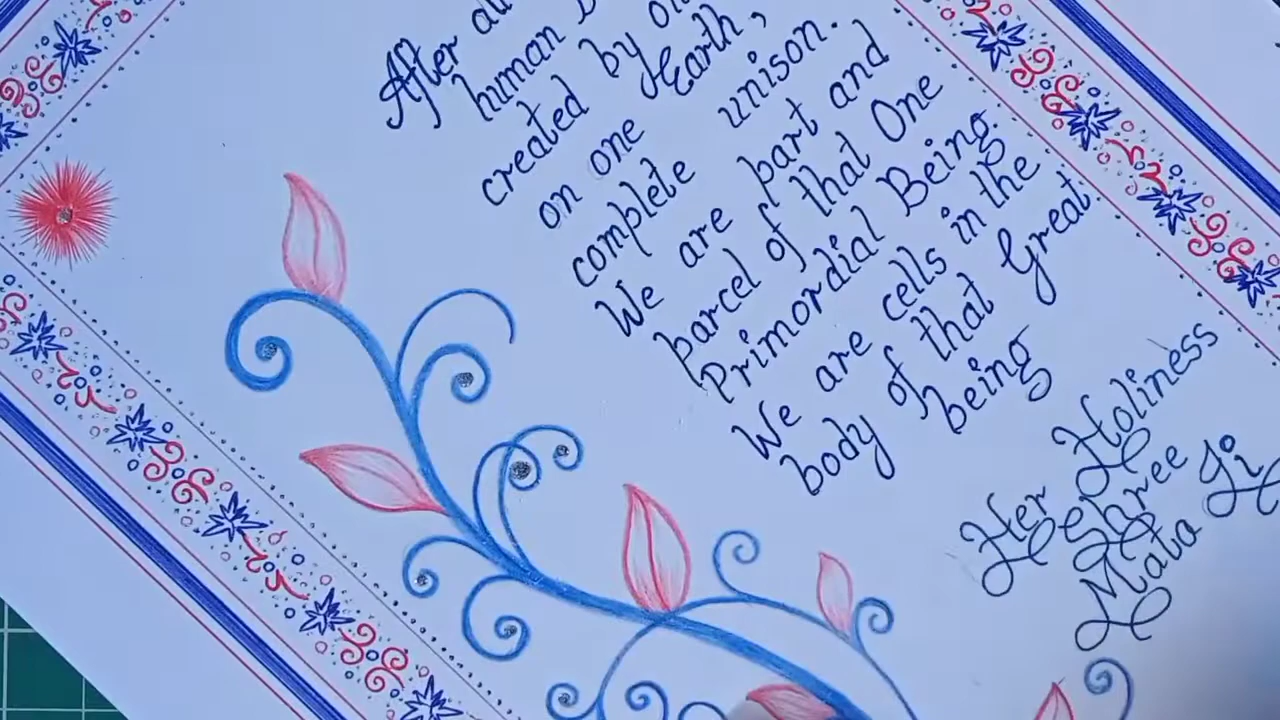 After
human
created by
on one Earth,
complete unison.
We are part and
parcel of that One
Primordial Being.
We are cells in the
body of that Great
being
Her Holiness
Shree
Mata Ji